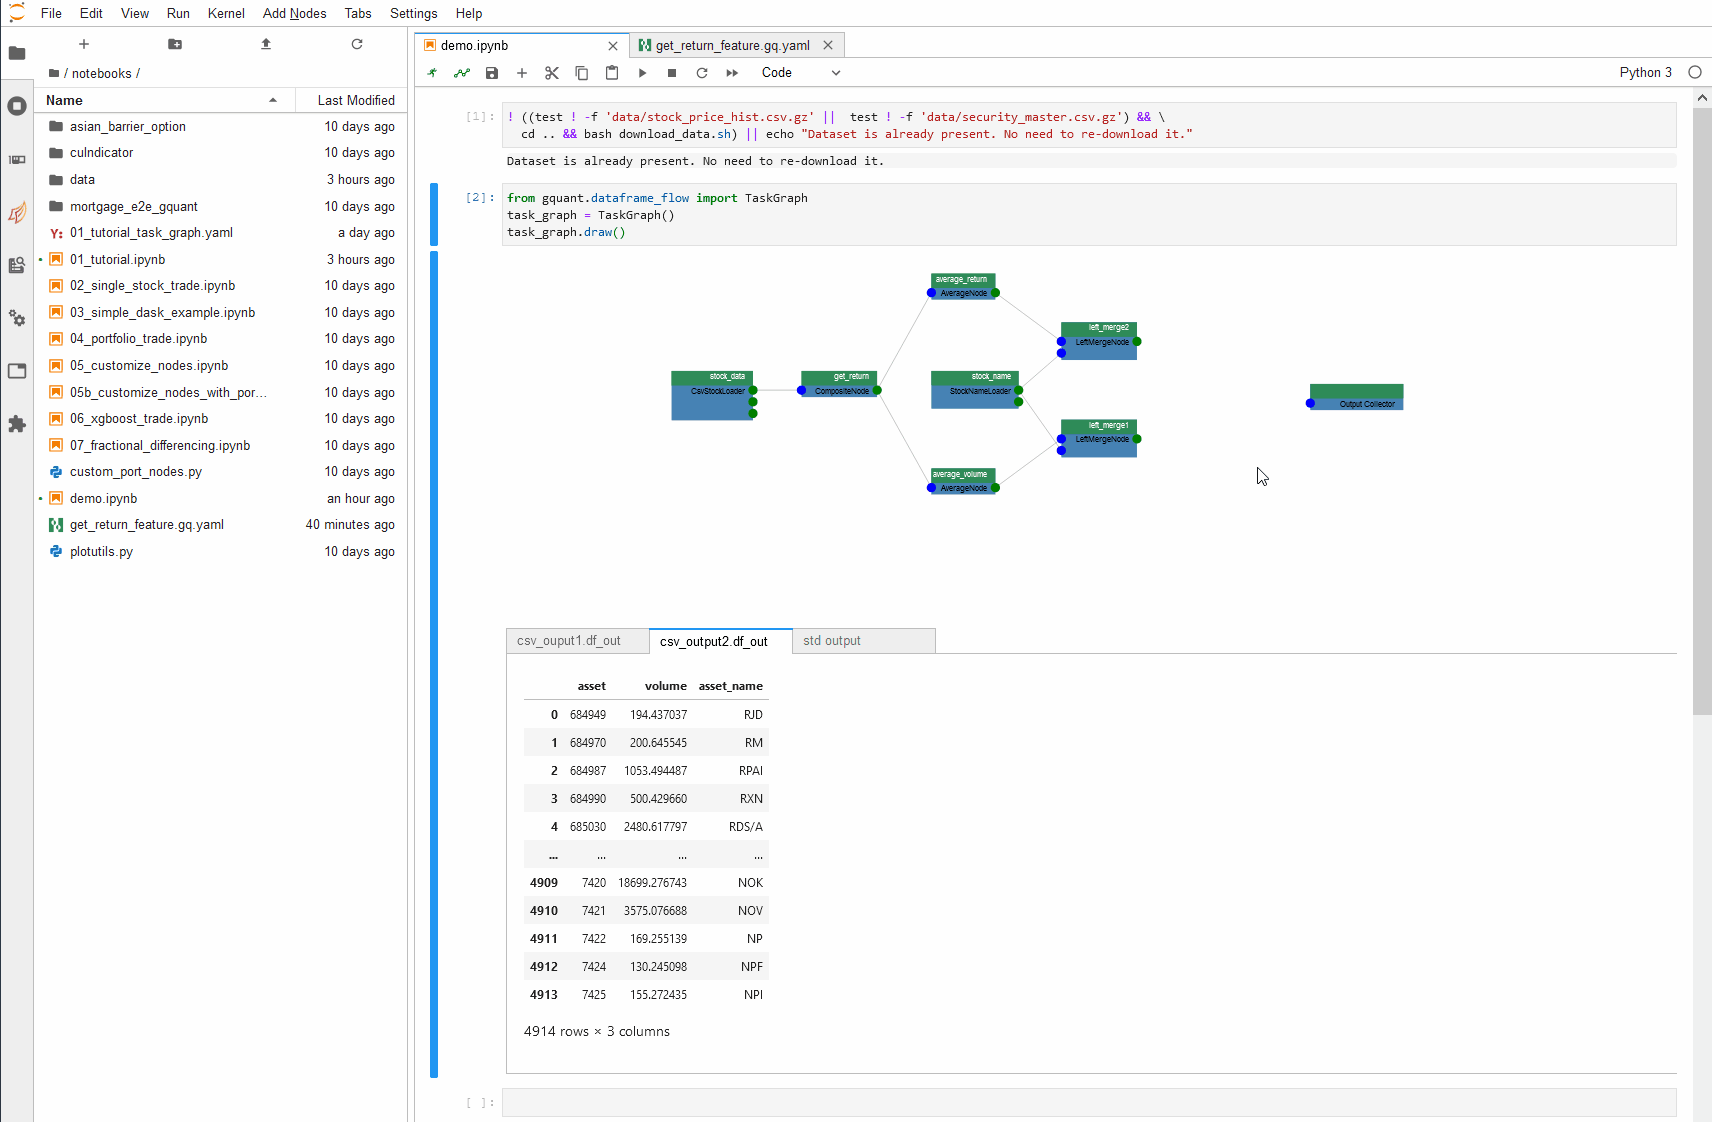 File Edit View Run Kernel Add Nodes Tabs Settings Help
/ notebooks /
Name Last Modified
asian_barrier_option 10 days ago
cuIndicator 10 days ago
data 3 hours ago
mortgage_e2e_gquant 10 days ago
Y: 01_tutorial_task_graph.yaml a day ago
01_tutorial.ipynb 3 hours ago
02_single_stock_trade.ipynb 10 days ago
03_simple_dask_example.ipynb 10 days ago
04_portfolio_trade.ipynb 10 days ago
05_customize_nodes.ipynb 10 days ago
05b_customize_nodes_with_por... 10 days ago
06_xgboost_trade.ipynb 10 days ago
07_fractional_differencing.ipynb 10 days ago
custom_port_nodes.py 10 days ago
demo.ipynb an hour ago
get_return_feature.gq.yaml 40 minutes ago
plotutils.py 10 days ago
demo.ipynb get_return_feature.gq.yaml
Code Python 3
[1]: ! ((test ! -f 'data/stock_price_hist.csv.gz' || test ! -f 'data/security_master.csv.gz') && \
cd .. && bash download_data.sh) || echo "Dataset is already present. No need to re-download it."
Dataset is already present. No need to re-download it.
[2]: from gquant.dataframe_flow import TaskGraph
task_graph = TaskGraph()
task_graph.draw()
average_return
AverageNode
left_merge2
LeftMergeNode
stock_data
CsvStockLoader
get_return
CompositeNode
stock_name
StockNameLoader
Output Collector
left_merge1
LeftMergeNode
average_volume
AverageNode
csv_ouput1.df_out csv_output2.df_out std output
asset volume asset_name
0 684949 194.437037 RJD
1 684970 200.645545 RM
2 684987 1053.494487 RPAI
3 684990 500.429660 RXN
4 685030 2480.617797 RDS/A
... ... ... ...
4909 7420 18699.276743 NOK
4910 7421 3575.076688 NOV
4911 7422 169.255139 NP
4912 7424 130.245098 NPF
4913 7425 155.272435 NPI
4914 rows × 3 columns
[ ]: